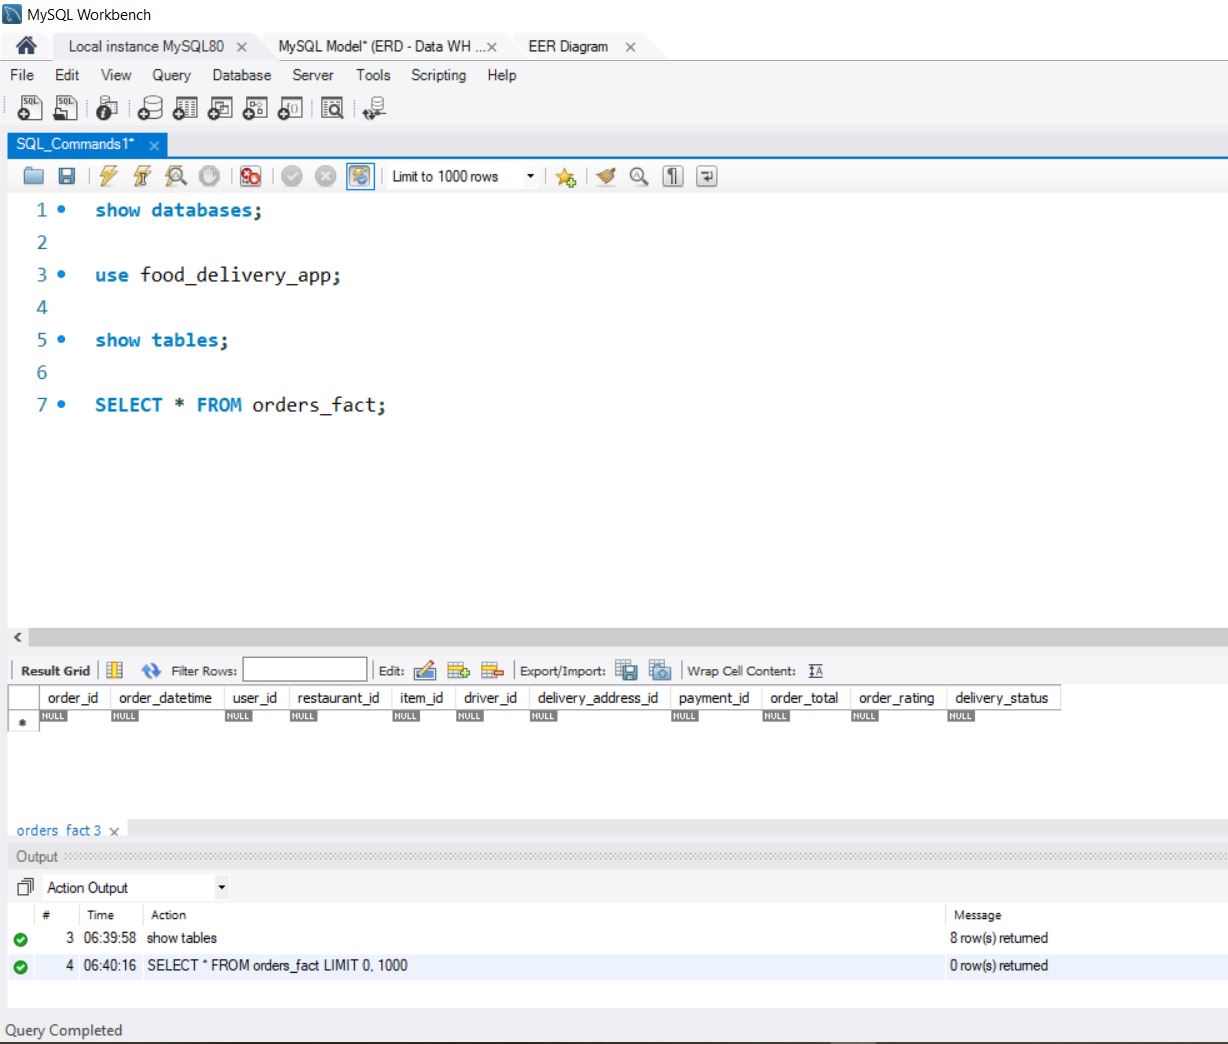 MySQL Workbench
Local instance MySQL80 MySQL Model* (ERD - Data WH ... EER Diagram
File Edit View Query Database Server Tools Scripting Help
SQL_Commands1*
Limit to 1000 rows
1 show databases;
2
3 use food_delivery_app;
4
5 show tables;
6
7 SELECT * FROM orders_fact;
Result Grid Filter Rows: Edit: Export/Import: Wrap Cell Content:
order_id order_datetime user_id restaurant_id item_id driver_id delivery_address_id payment_id order_total order_rating delivery_status
NULL NULL NULL NULL NULL NULL NULL NULL NULL NULL NULL
orders_fact 3
Output
Action Output
# Time Action Message
3 06:39:58 show tables 8 row(s) returned
4 06:40:16 SELECT * FROM orders_fact LIMIT 0, 1000 0 row(s) returned
Query Completed